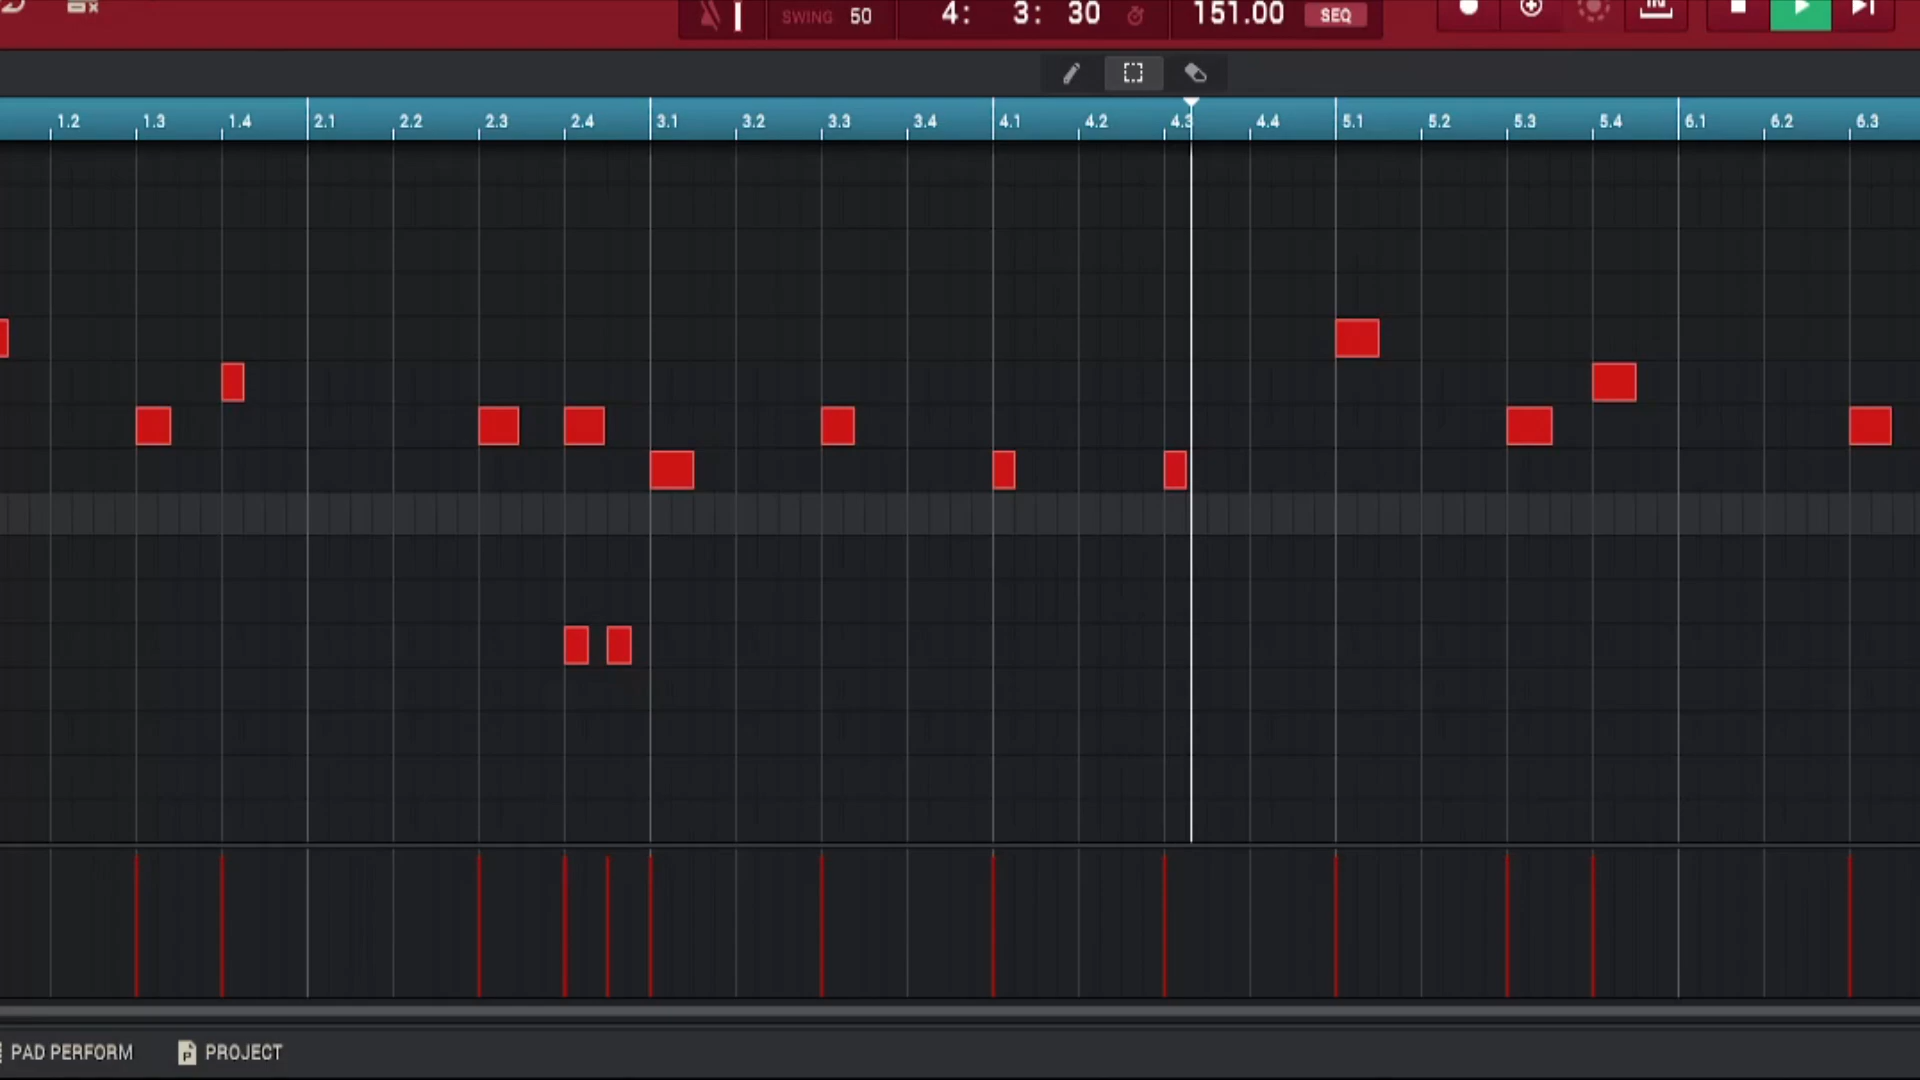 SWING 50 4: 3: 30 151.00 SEQ
1.2 1.3 1.4 2.1 2.2 2.3 2.4 3.1 3.2 3.3 3.4 4.1 4.2 4.3 4.4 5.1 5.2 5.3 5.4 6.1 6.2 6.3
PAD PERFORM PROJECT